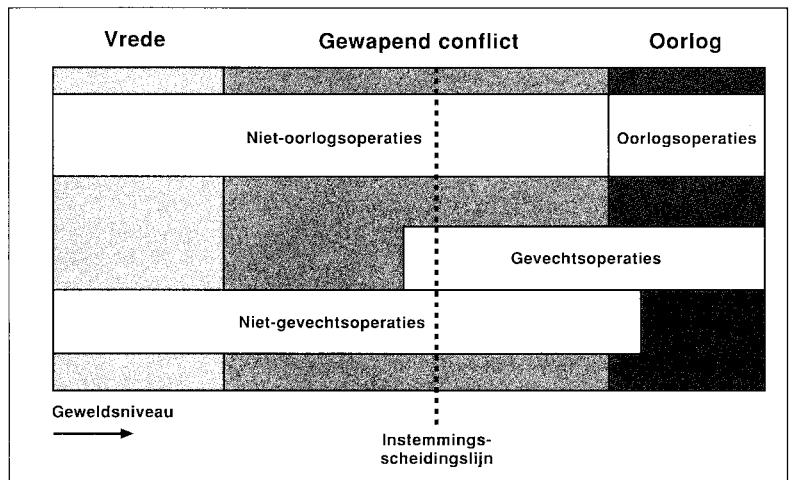 Vrede Gewapend conflict Oorlog
Niet-oorlogsoperaties Oorlogsoperaties
Gevechtsoperaties
Niet-gevechtsoperaties
Geweldsniveau
Instemmings-
scheidingslijn